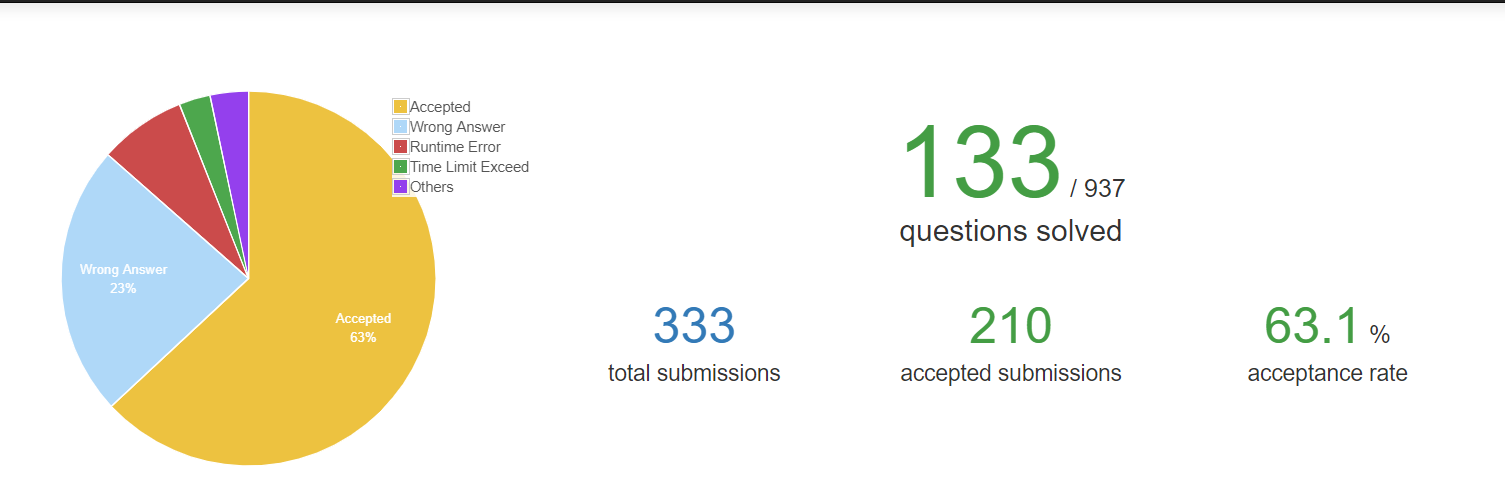 Accepted
Wrong Answer
Runtime Error
Time Limit Exceed
Others
Wrong Answer
23%
Accepted
63%
133 / 937
questions solved
333
total submissions
210
accepted submissions
63.1 %
acceptance rate